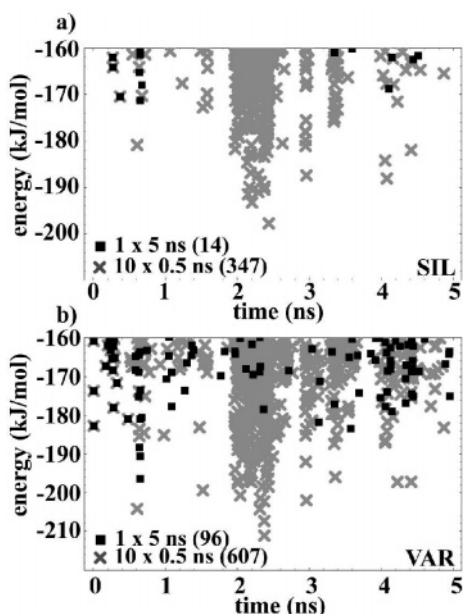 a)
-160
-170
-180
-190
-200
energy (kJ/mol)
■ 1 x 5 ns (14)
× 10 x 0.5 ns (347)
SIL
0 1 2 3 4 5
time (ns)
b)
-160
-170
-180
-190
-200
-210
energy (kJ/mol)
■ 1 x 5 ns (96)
× 10 x 0.5 ns (607)
VAR
0 1 2 3 4 5
time (ns)